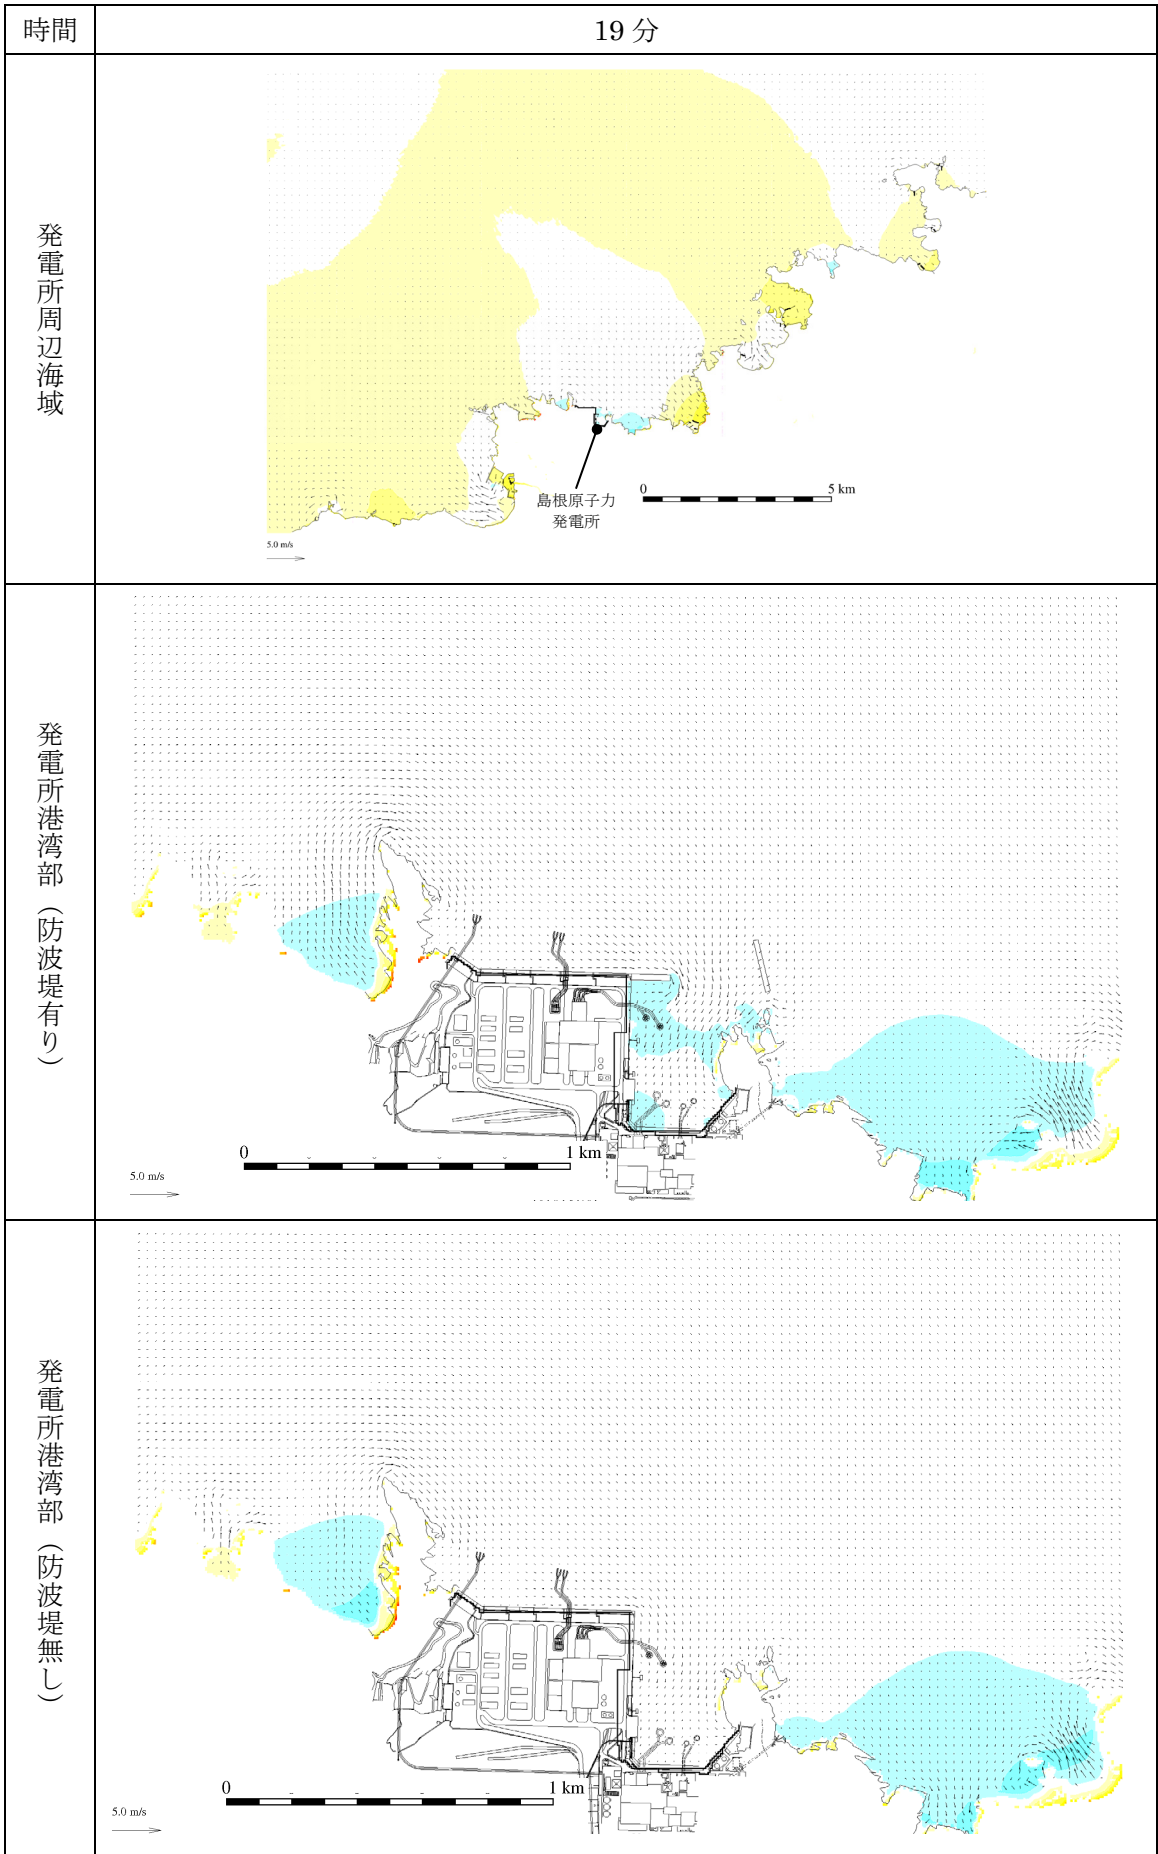 時間
19 分
発電所周辺海域
島根原子力
発電所
0
5 km
5.0 m/s
発電所港湾部（防波堤有り）
0
1 km
5.0 m/s
発電所港湾部（防波堤無し）
0
1 km
5.0 m/s